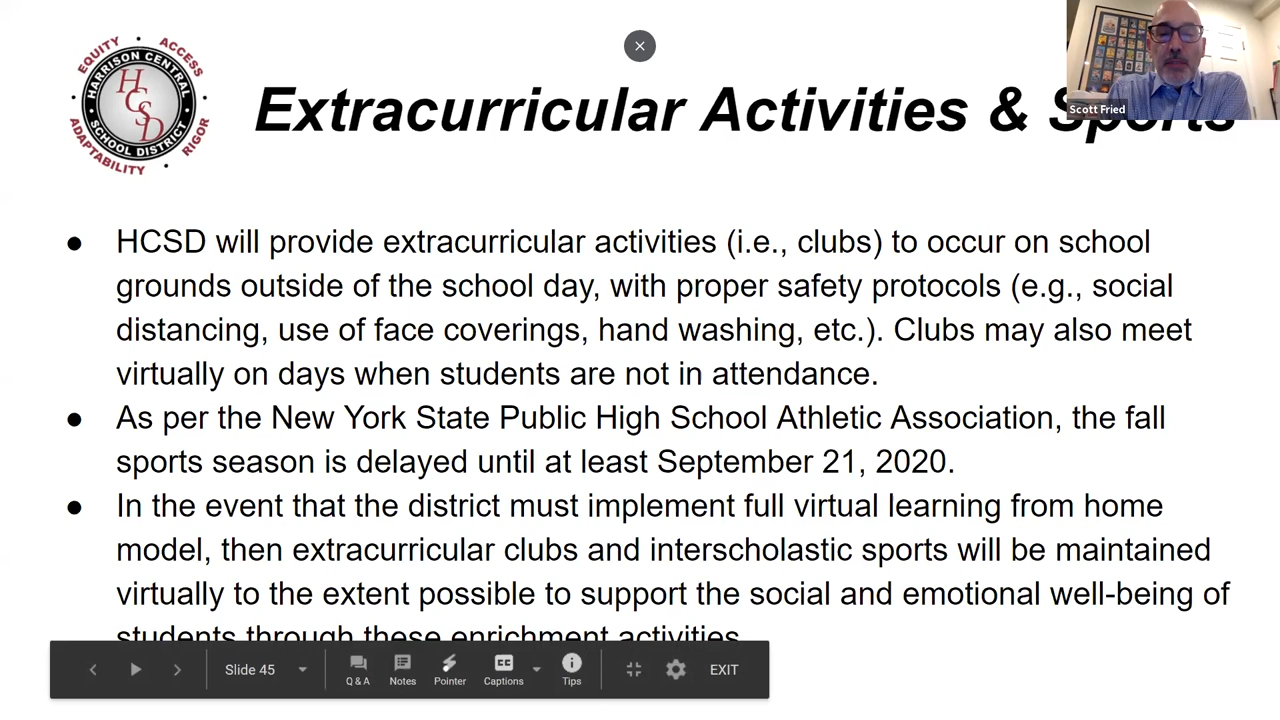 EQUITY
ACCESS
HARRISON CENTRAL
HCSD
SCHOOL DISTRICT
ADAPTABILITY
RIGOR
Extracurricular Activities & Sports
Scott Fried
● HCSD will provide extracurricular activities (i.e., clubs) to occur on school
grounds outside of the school day, with proper safety protocols (e.g., social
distancing, use of face coverings, hand washing, etc.). Clubs may also meet
virtually on days when students are not in attendance.
● As per the New York State Public High School Athletic Association, the fall
sports season is delayed until at least September 21, 2020.
● In the event that the district must implement full virtual learning from home
model, then extracurricular clubs and interscholastic sports will be maintained
virtually to the extent possible to support the social and emotional well-being of
students through these enrichment activities
Slide 45
Q & A
Notes
Pointer
CC
Captions
Tips
EXIT